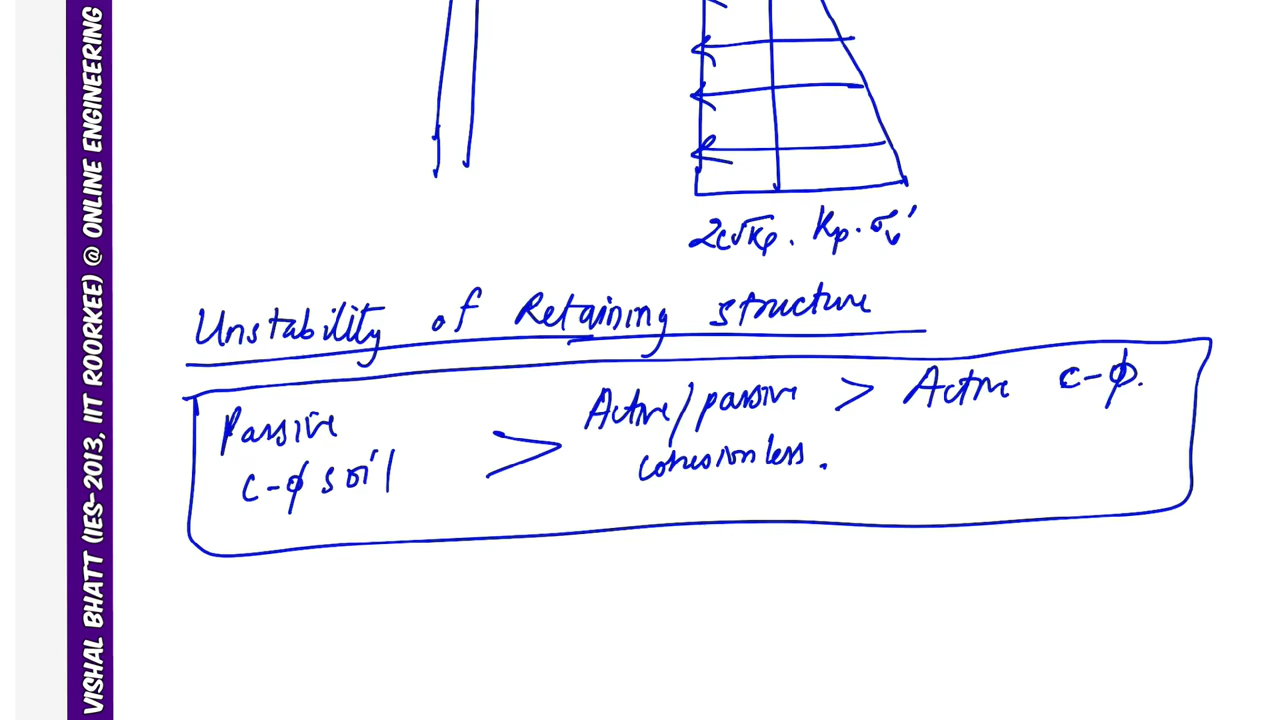 VISHAL BHATT (IES-2013, IIT ROORKEE) @ ONLINE ENGINEERING
2c√Kp . Kp.σv'
Unstability of Retaining structure
Passive c-ϕ soil > Active/passive cohesionless. > Active c-ϕ.